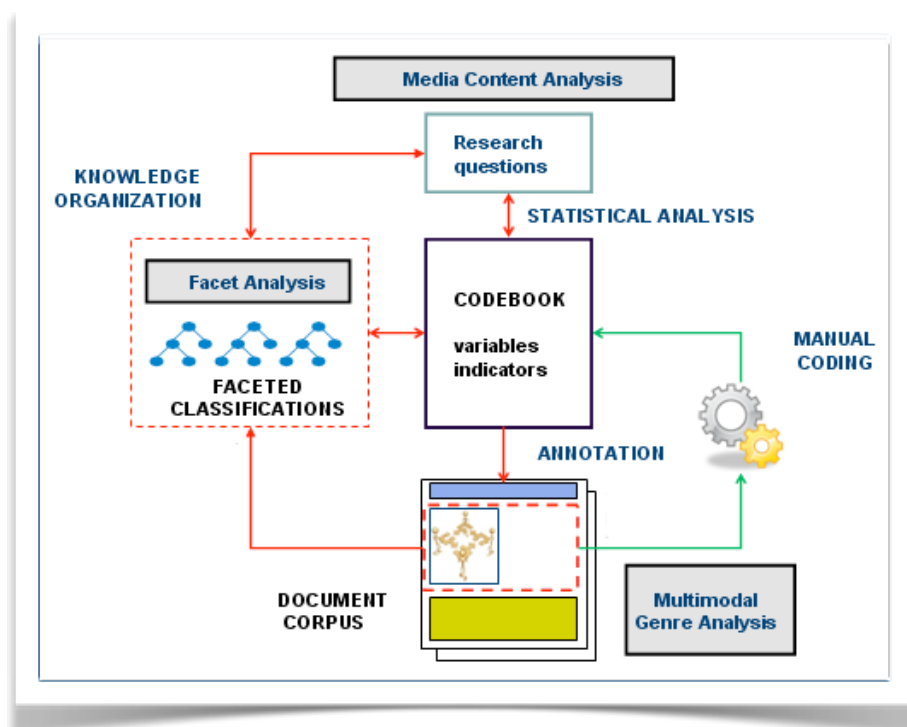 Media Content Analysis
Research
questions
KNOWLEDGE
ORGANIZATION
STATISTICAL ANALYSIS
Facet Analysis
FACETED
CLASSIFICATIONS
CODEBOOK
variables
indicators
MANUAL
CODING
ANNOTATION
DOCUMENT
CORPUS
Multimodal
Genre Analysis